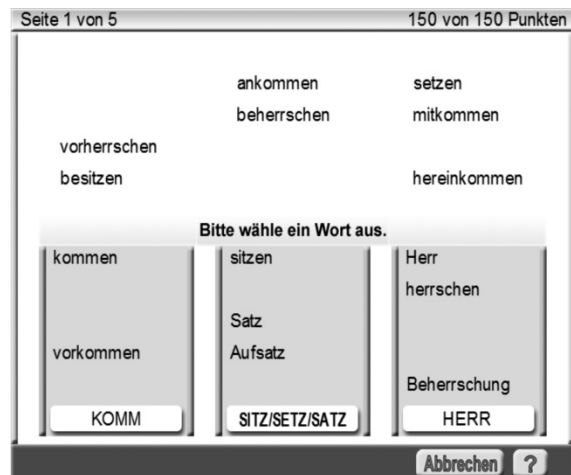 Seite 1 von 5 150 von 150 Punkten
ankommen setzen
beherrschen mitkommen
vorherrschen
besitzen hereinkommen
Bitte wähle ein Wort aus.
kommen sitzen Herr
herrschen
Satz
vorkommen Aufsatz
Beherrschung
KOMM SITZ/SETZ/SATZ HERR
Abbrechen ?